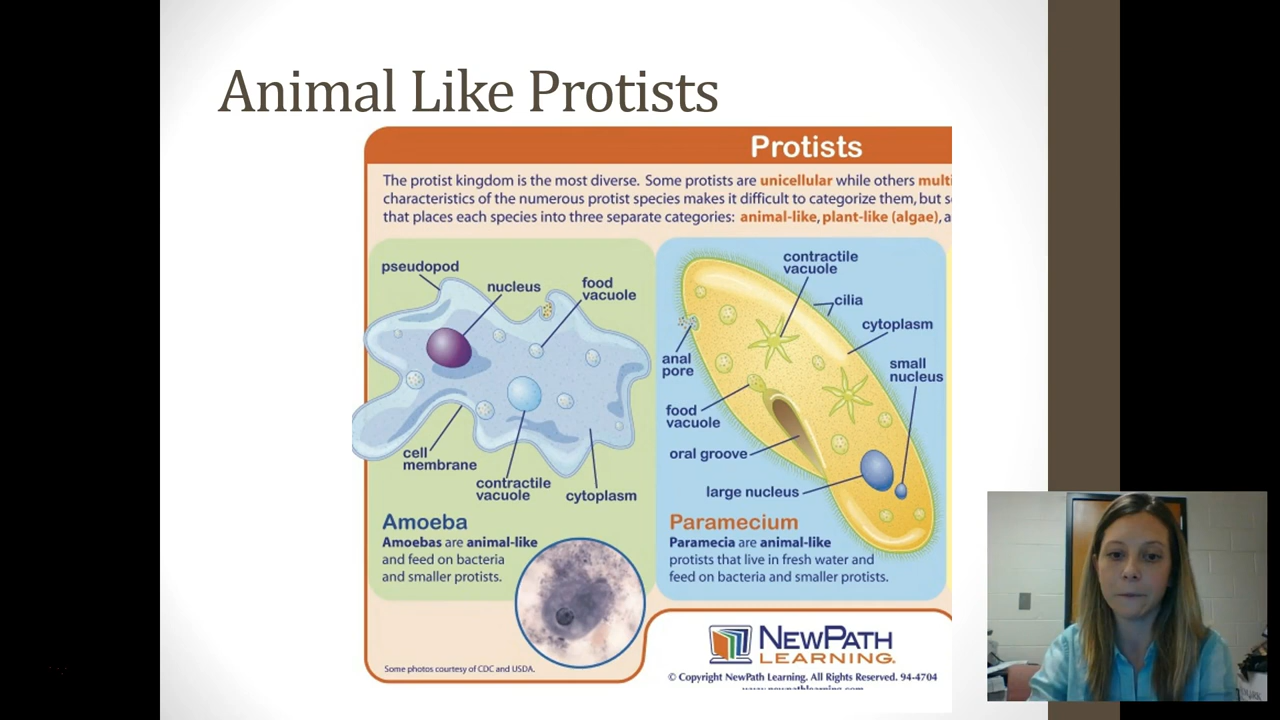 Animal Like Protists
Protists
The protist kingdom is the most diverse. Some protists are unicellular while others multi
characteristics of the numerous protist species makes it difficult to categorize them, but s
that places each species into three separate categories: animal-like, plant-like (algae), a
pseudopod
nucleus
food
vacuole
cell
membrane
contractile
vacuole
cytoplasm
Amoeba
Amoebas are animal-like
and feed on bacteria
and smaller protists.
contractile
vacuole
cilia
cytoplasm
small
nucleus
anal
pore
food
vacuole
oral groove
large nucleus
Paramecium
Paramecia are animal-like
protists that live in fresh water and
feed on bacteria and smaller protists.
Some photos courtesy of CDC and USDA.
NEWPATH
LEARNING.
© Copyright NewPath Learning. All Rights Reserved. 94-4704
www.newpathlearning.com